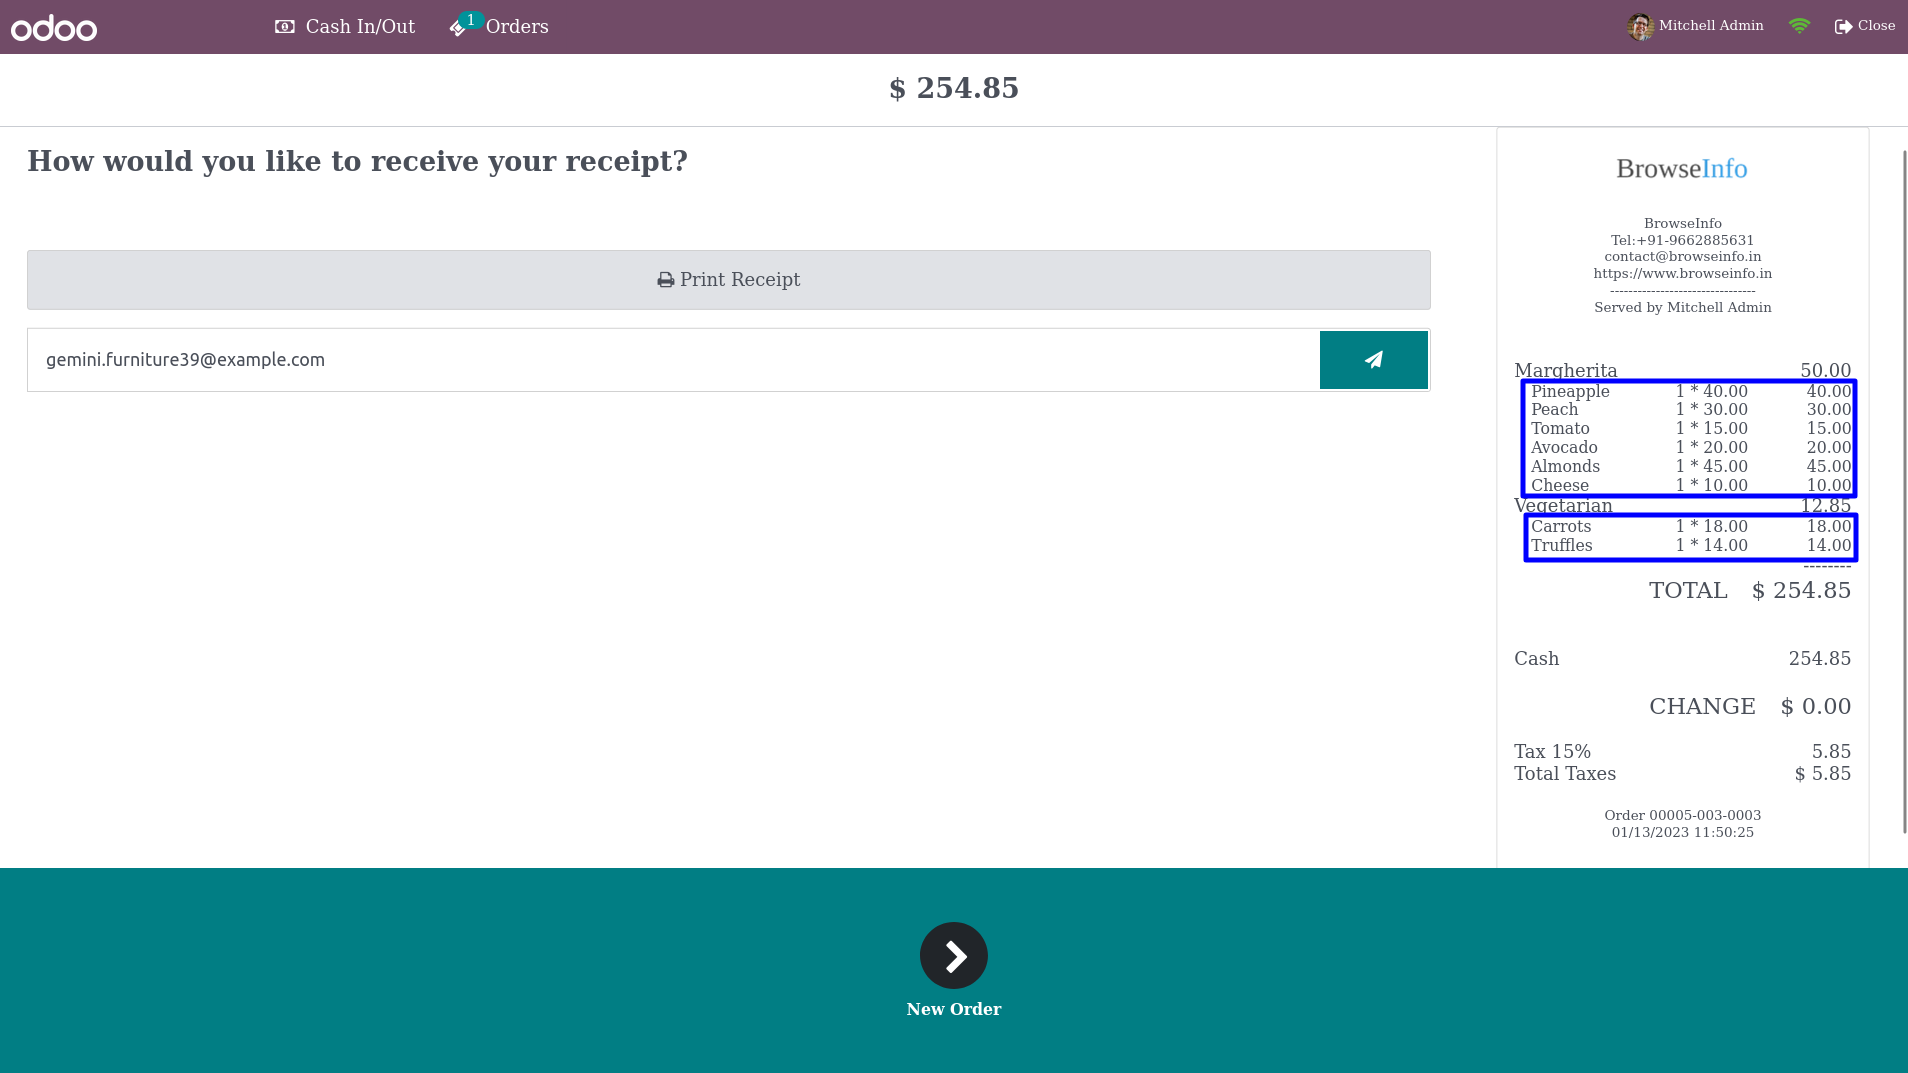 odoo
Cash In/Out
1
Orders
Mitchell Admin
Close
$ 254.85
How would you like to receive your receipt?
Print Receipt
gemini.furniture39@example.com
BrowseInfo
BrowseInfo
Tel:+91-9662885631
contact@browseinfo.in
https://www.browseinfo.in
--------------------------------
Served by Mitchell Admin
Margherita 50.00
Pineapple 1 * 40.00 40.00
Peach 1 * 30.00 30.00
Tomato 1 * 15.00 15.00
Avocado 1 * 20.00 20.00
Almonds 1 * 45.00 45.00
Cheese 1 * 10.00 10.00
Vegetarian 12.85
Carrots 1 * 18.00 18.00
Truffles 1 * 14.00 14.00
--------
TOTAL $ 254.85
Cash 254.85
CHANGE $ 0.00
Tax 15% 5.85
Total Taxes $ 5.85
Order 00005-003-0003
01/13/2023 11:50:25
New Order